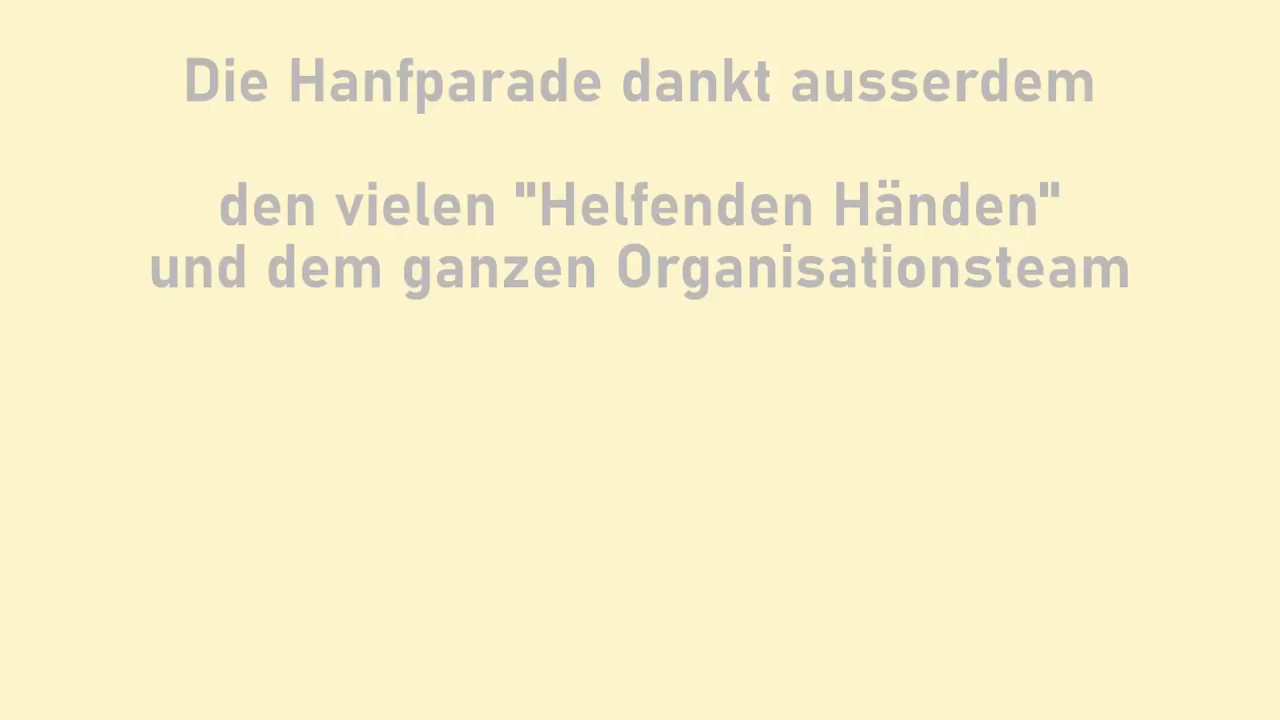 Die Hanfparade dankt ausserdem
den vielen "Helfenden Händen"
und dem ganzen Organisationsteam